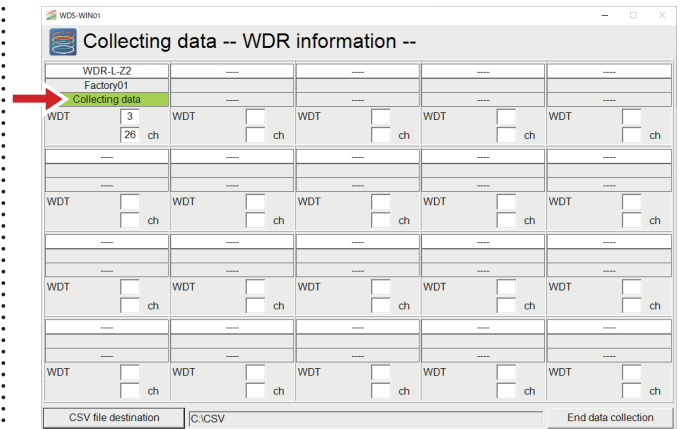 WDS-WIN01
Collecting data -- WDR information --
WDR-L-Z2 ---- ---- ---- ----
Factory01
Collecting data ---- ---- ---- ----
WDT 3 WDT WDT WDT WDT
26 ch ch ch ch ch
---- ---- ---- ---- ----
---- ---- ---- ---- ----
WDT WDT WDT WDT WDT
ch ch ch ch ch
---- ---- ---- ---- ----
---- ---- ---- ---- ----
WDT WDT WDT WDT WDT
ch ch ch ch ch
---- ---- ---- ---- ----
---- ---- ---- ---- ----
WDT WDT WDT WDT WDT
ch ch ch ch ch
CSV file destination C:\CSV End data collection